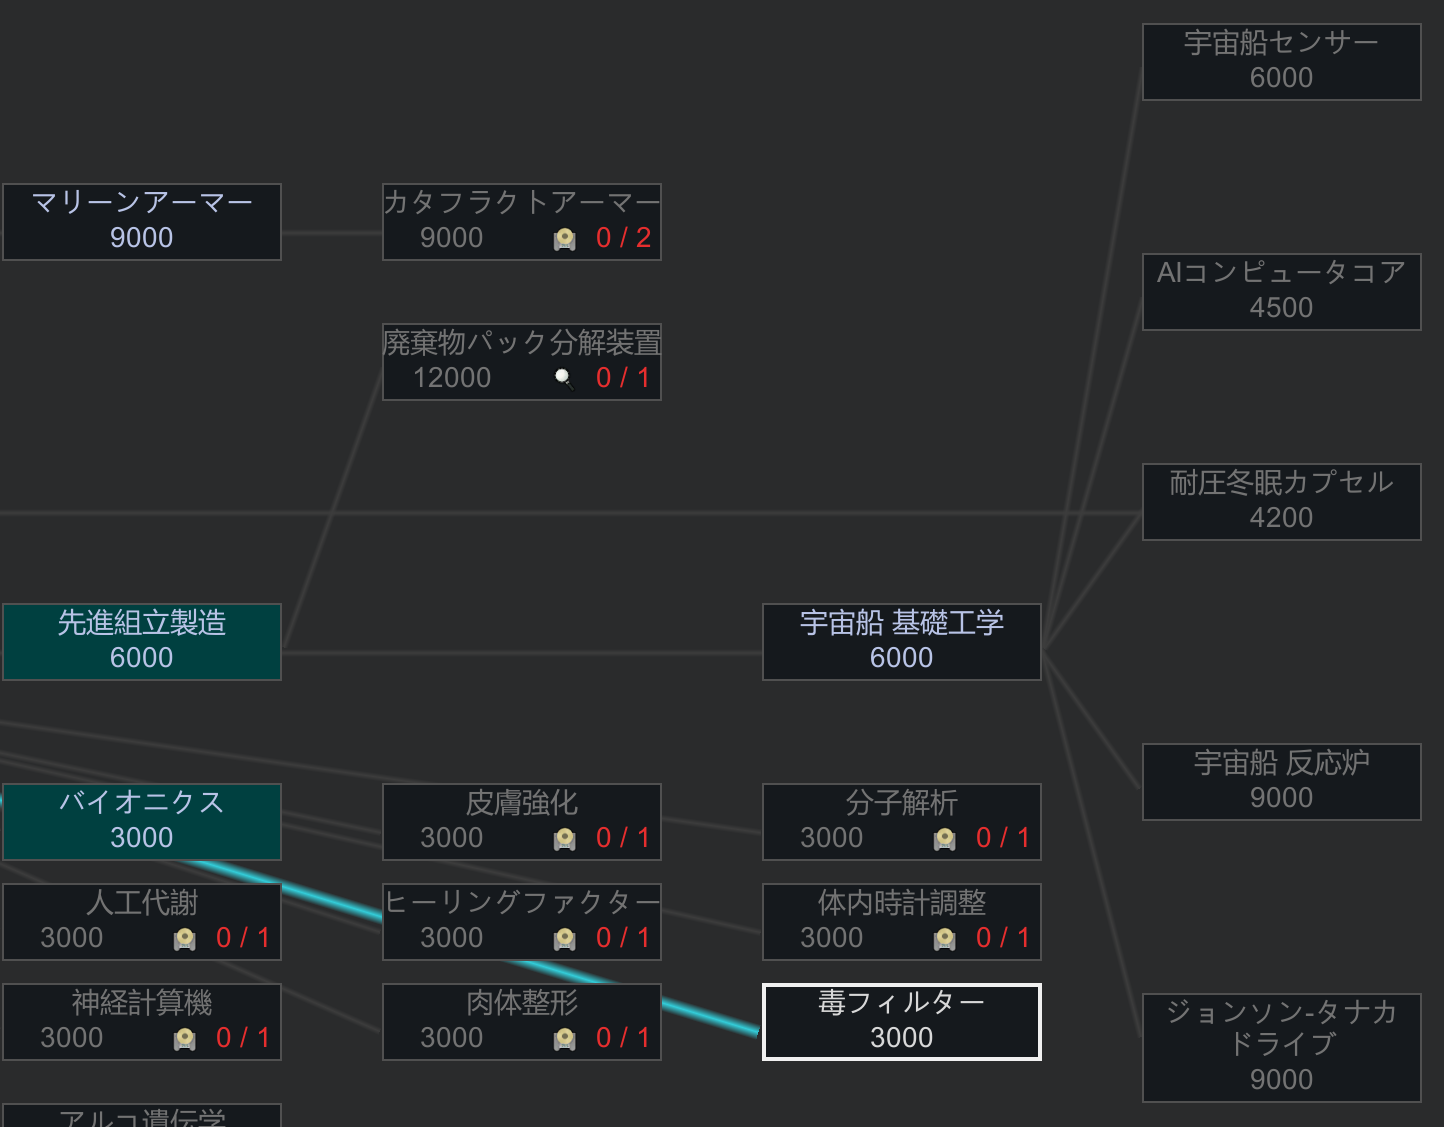 宇宙船センサー
6000
マリーンアーマー
9000
カタフラクトアーマー
9000 0 / 2
AIコンピュータコア
4500
廃棄物パック分解装置
12000 0 / 1
耐圧冬眠カプセル
4200
先進組立製造
6000
宇宙船 基礎工学
6000
宇宙船 反応炉
9000
バイオニクス
3000
皮膚強化
3000 0 / 1
分子解析
3000 0 / 1
人工代謝
3000 0 / 1
ヒーリングファクター
3000 0 / 1
体内時計調整
3000 0 / 1
神経計算機
3000 0 / 1
肉体整形
3000 0 / 1
毒フィルター
3000
ジョンソン-タナカ
ドライブ
9000
アルコ遺伝学